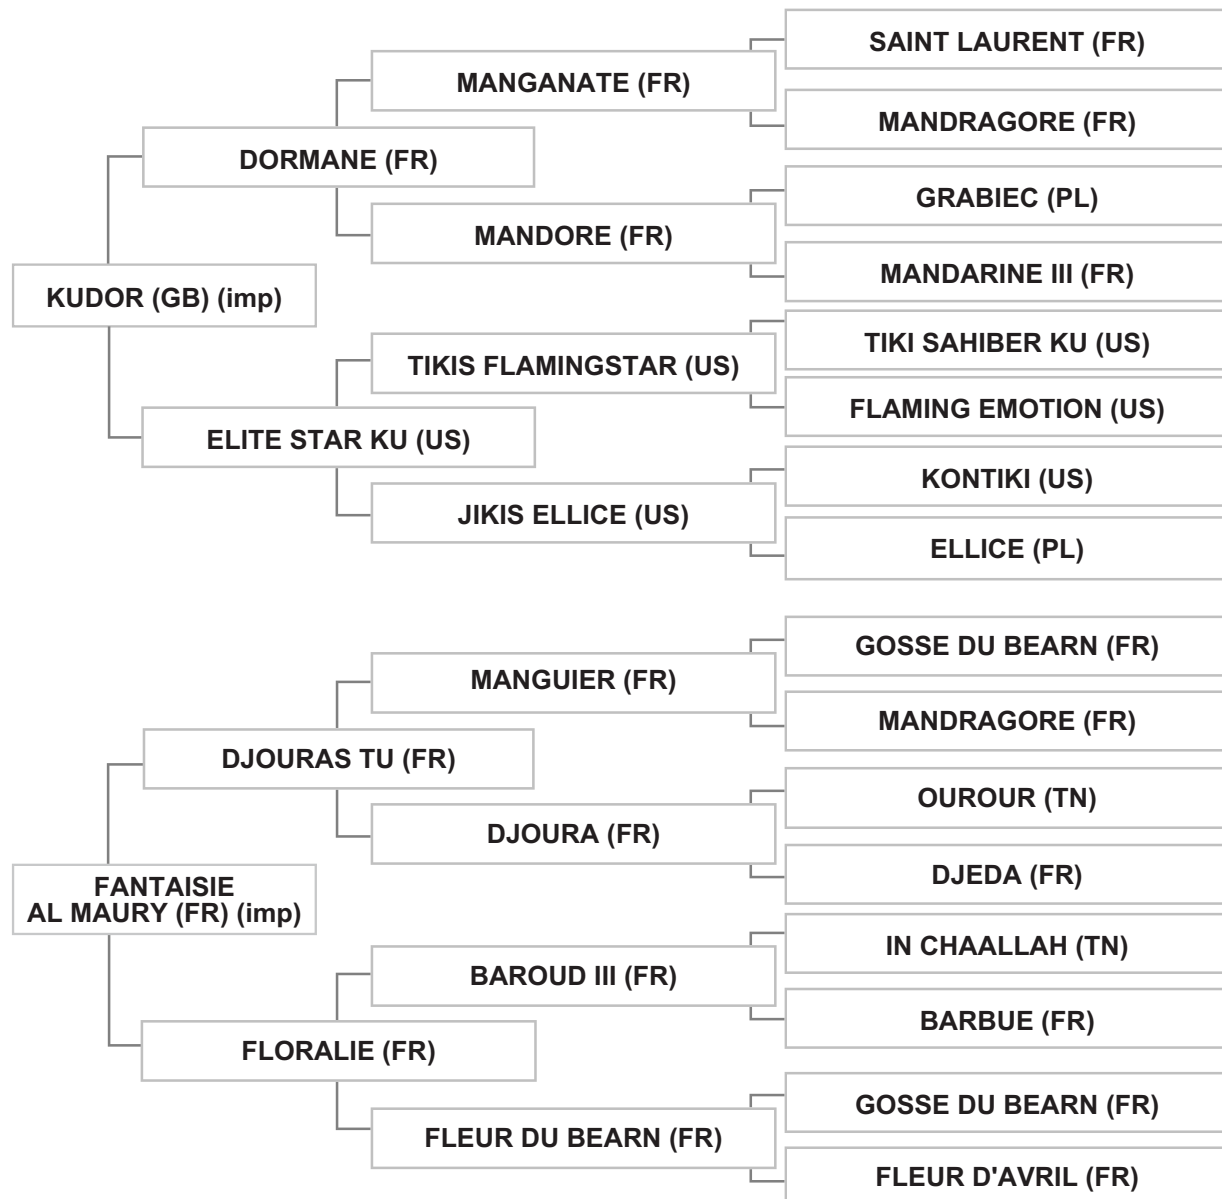 SAINT LAURENT (FR)
MANGANATE (FR)
MANDRAGORE (FR)
DORMANE (FR)
GRABIEC (PL)
MANDORE (FR)
MANDARINE III (FR)
KUDOR (GB) (imp)
TIKI SAHIBER KU (US)
TIKIS FLAMINGSTAR (US)
FLAMING EMOTION (US)
ELITE STAR KU (US)
KONTIKI (US)
JIKIS ELLICE (US)
ELLICE (PL)
GOSSE DU BEARN (FR)
MANGUIER (FR)
MANDRAGORE (FR)
DJOURAS TU (FR)
OUROUR (TN)
DJOURA (FR)
DJEDA (FR)
FANTAISIE
AL MAURY (FR) (imp)
IN CHAALLAH (TN)
BAROUD III (FR)
BARBUE (FR)
FLORALIE (FR)
GOSSE DU BEARN (FR)
FLEUR DU BEARN (FR)
FLEUR D'AVRIL (FR)